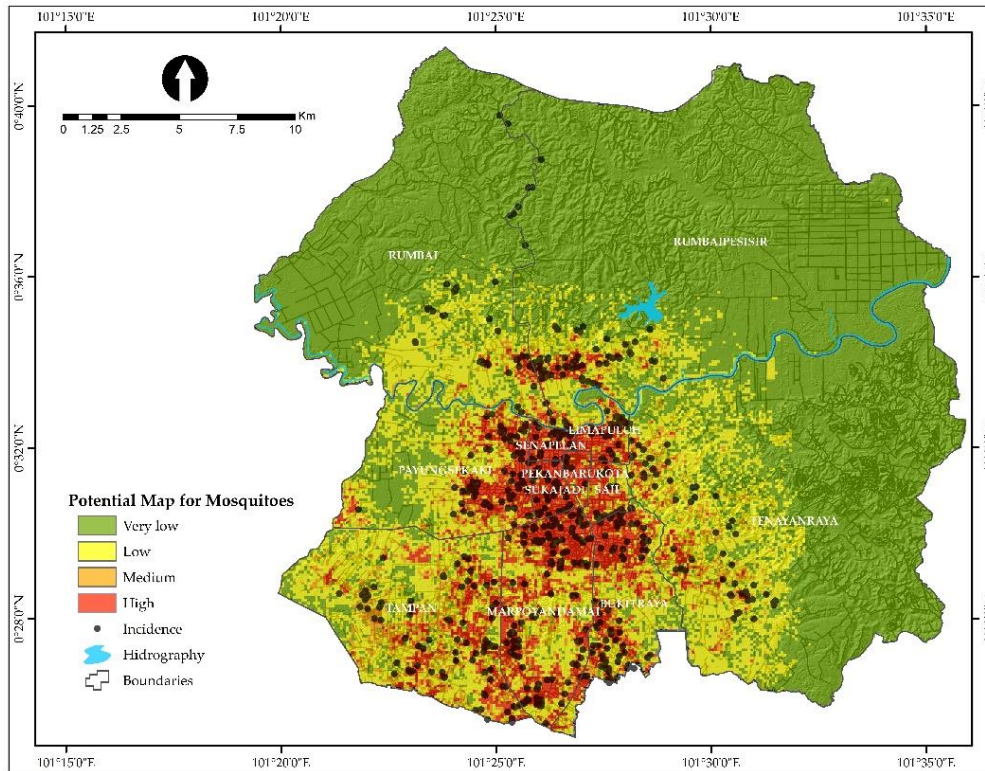 101°15'0"E 101°20'0"E 101°25'0"E 101°30'0"E 101°35'0"E
Km
0 1.25 2.5 5 7.5 10
0°40'0"N
RUMBAI
RUMBAIPESISIR
0°36'0"N
LIMAPULUH
SENAPELAN
0°32'0"N
PAYUNGSEKAKI
PEKANBARUKOTA
SUKAJADI SAIL
TENAYANRAYA
Potential Map for Mosquitoes
Very low
Low
Medium
High
Incidence
Hidrography
Boundaries
0°28'0"N
TAMPAN
MARPOYANDAMAI
BUKITRAYA
101°15'0"E 101°20'0"E 101°25'0"E 101°30'0"E 101°35'0"E